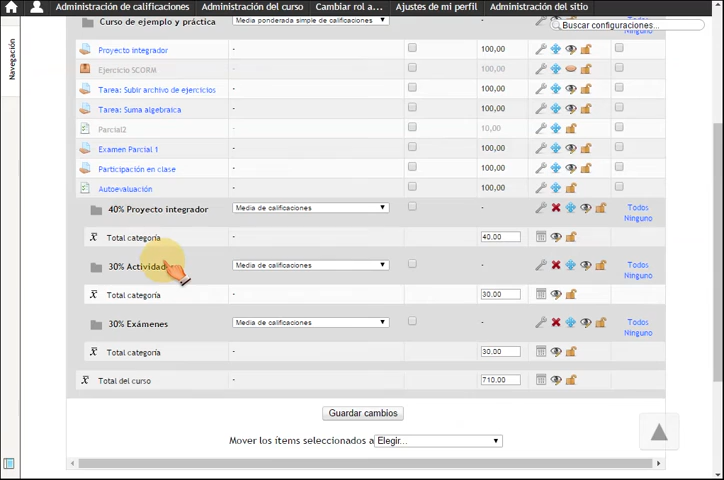 Administración de calificaciones Administración del curso Cambiar rol a... Ajustes de mi perfil Administración del sitio
Navegación
Curso de ejemplo y práctica Media ponderada simple de calificaciones - Todos
Ninguno
Buscar configuraciones...
Proyecto integrador - 100,00
Ejercicio SCORM - 100,00
Tarea: Subir archivo de ejercicios - 100,00
Tarea: Suma algebraica - 100,00
Parcial2 - 10,00
Examen Parcial 1 - 100,00
Participación en clase - 100,00
Autoevaluación - 100,00
40% Proyecto integrador Media de calificaciones - Todos
Ninguno
x̄ Total categoría - 40.00
30% Actividad Media de calificaciones - Todos
Ninguno
x̄ Total categoría - 30.00
30% Exámenes Media de calificaciones - Todos
Ninguno
x̄ Total categoría - 30.00
x̄ Total del curso - 710.00
Guardar cambios
Mover los ítems seleccionados a Elegir...